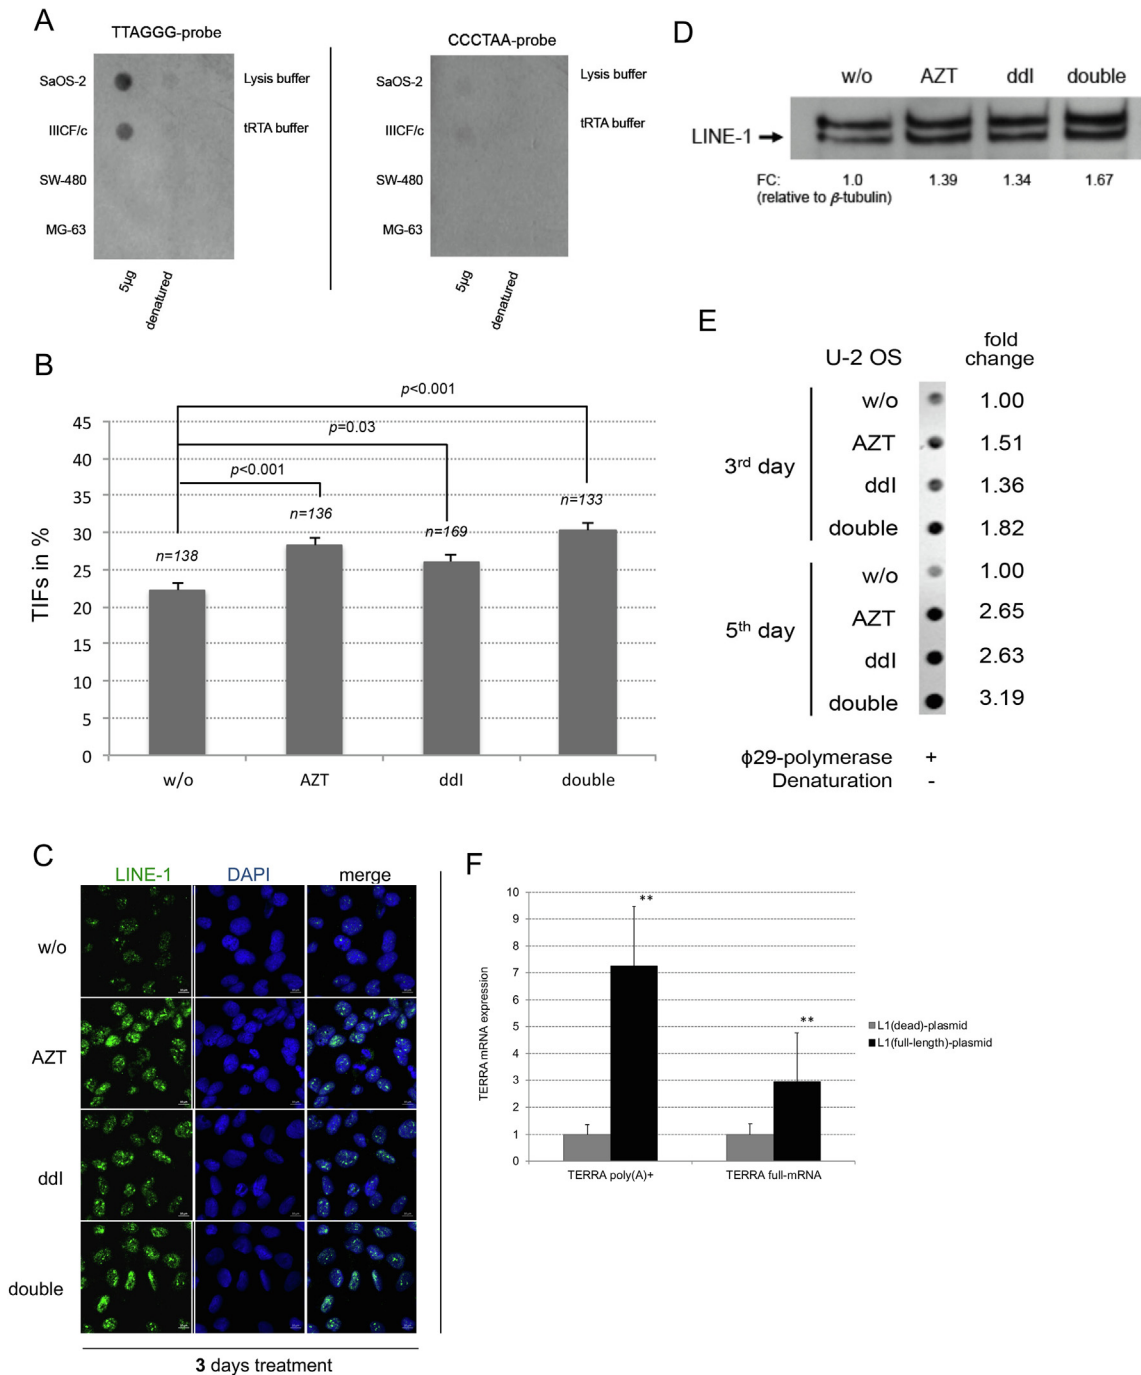 A
TTAGGG-probe
SaOS-2
IIICF/c
SW-480
MG-63
Lysis buffer
tRTA buffer
5μg
denatured
CCCTAA-probe
SaOS-2
IIICF/c
SW-480
MG-63
Lysis buffer
tRTA buffer
5μg
denatured
B
TIFs in %
45
40
35
30
25
20
15
10
5
0
p<0.001
p=0.03
p<0.001
n=138
n=136
n=169
n=133
w/o AZT ddI double
C
LINE-1 DAPI merge
w/o
AZT
ddI
double
3 days treatment
D
w/o AZT ddI double
LINE-1
FC: 1.0 1.39 1.34 1.67
(relative to β-tubulin)
E
U-2 OS fold change
3rd day
w/o 1.00
AZT 1.51
ddI 1.36
double 1.82
5th day
w/o 1.00
AZT 2.65
ddI 2.63
double 3.19
ϕ29-polymerase +
Denaturation -
F
TERRA mRNA expression
10
9
8
7
6
5
4
3
2
1
0
**
**
TERRA poly(A)+ TERRA full-mRNA
L1(dead)-plasmid
L1(full-length)-plasmid